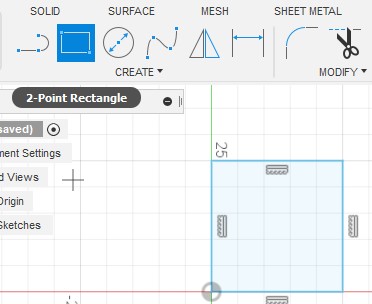 SOLID SURFACE MESH SHEET METAL
CREATE MODIFY
2-Point Rectangle
saved)
ment Settings
d Views
Origin
Sketches
25